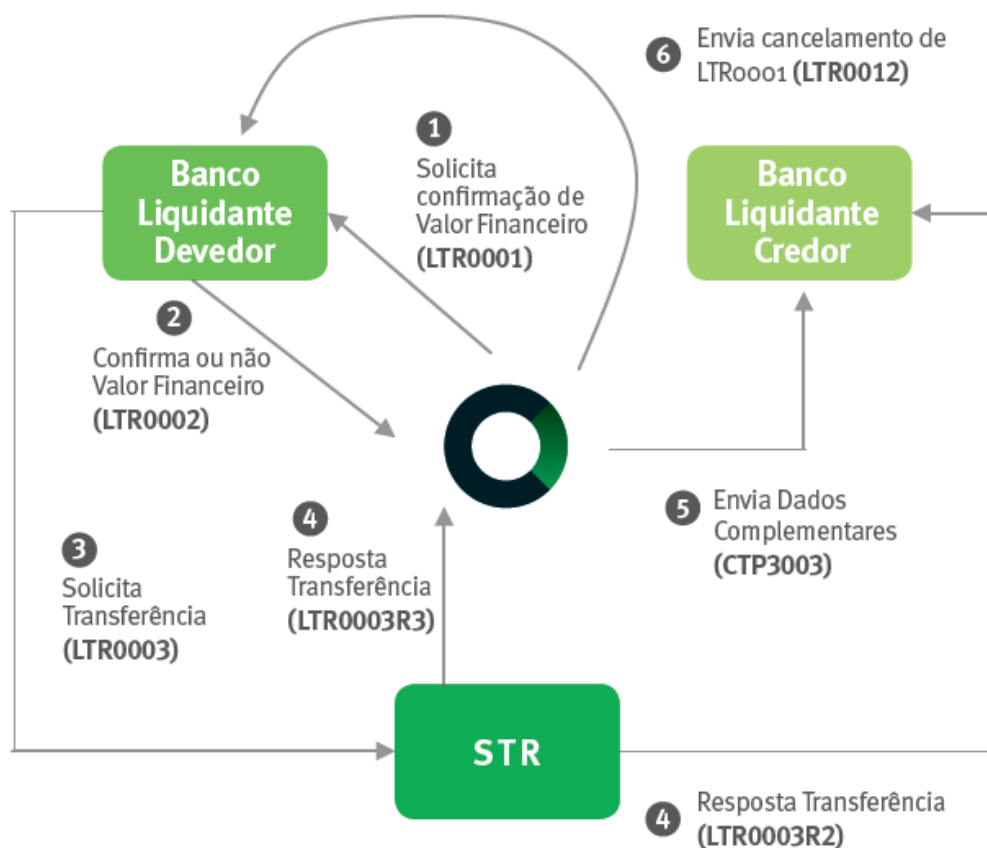 6
Envia cancelamento de
LTR0001 (LTR0012)
1
Solicita
confirmação de
Valor Financeiro
(LTR0001)
Banco
Liquidante
Devedor
Banco
Liquidante
Credor
2
Confirma ou não
Valor Financeiro
(LTR0002)
3
Solicita
Transferência
(LTR0003)
4
Resposta
Transferência
(LTR0003R3)
5
Envia Dados
Complementares
(CTP3003)
STR
4
Resposta Transferência
(LTR0003R2)